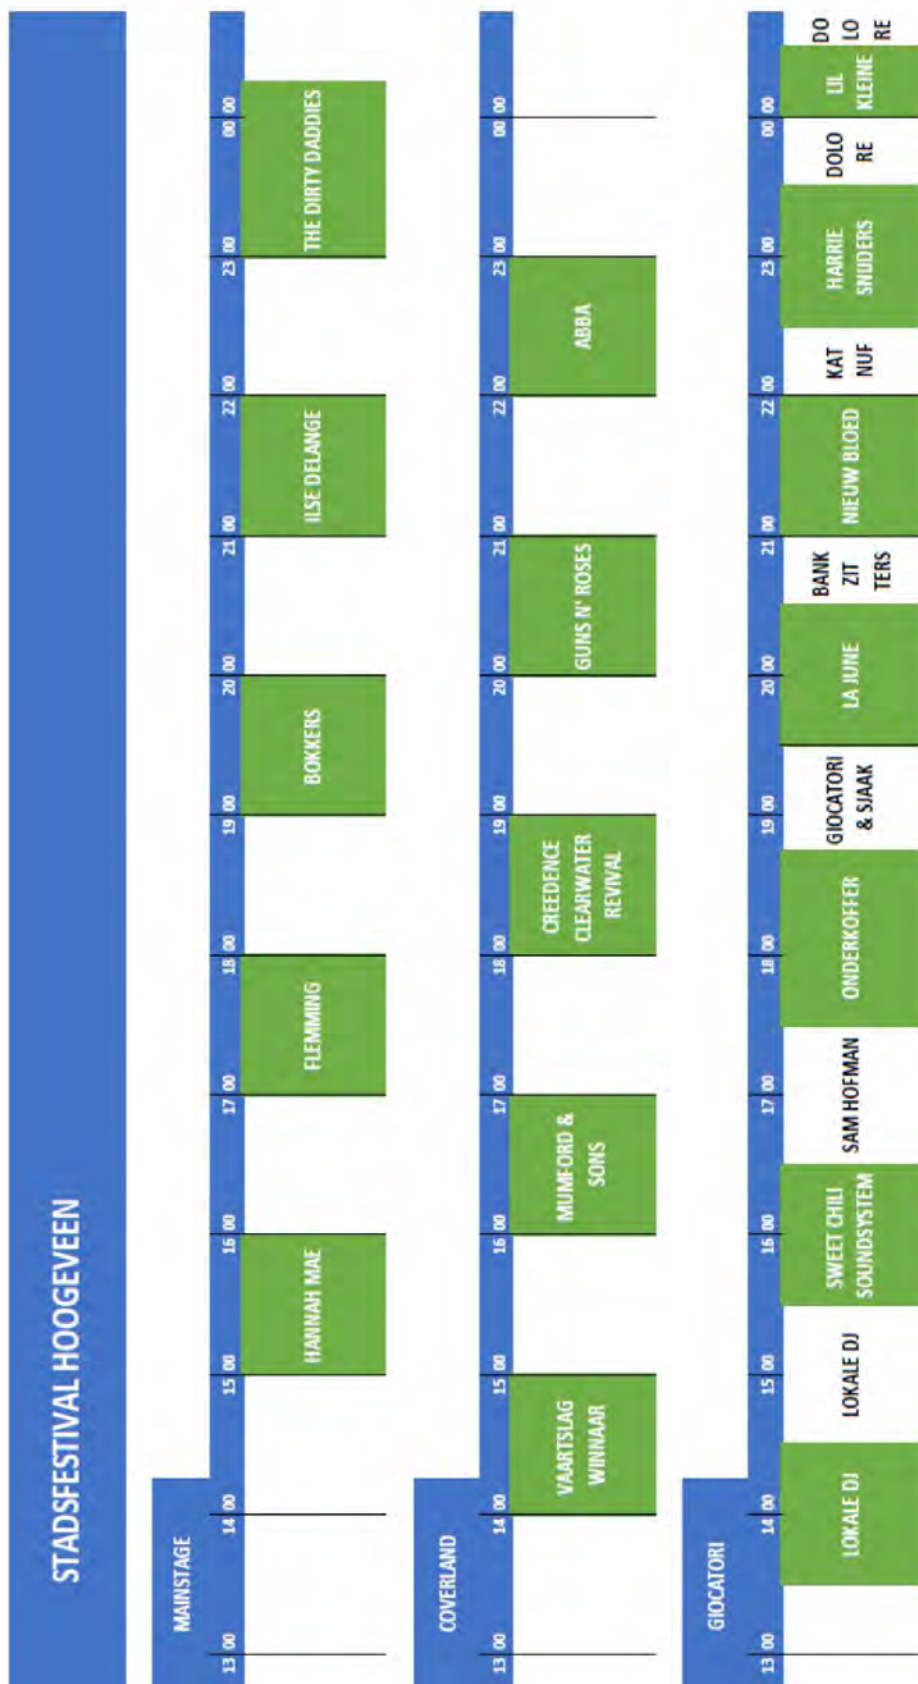 STADSFESTIVAL HOOGEVEEN
MAINSTAGE
13 00 14 00 15 00 16 00 17 00 18 00 19 00 20 00 21 00 22 00 23 00 00 00
HANNAH MAE
FLEMMING
BOKKERS
ILSE DELANGE
THE DIRTY DADDIES
COVERLAND
13 00 14 00 15 00 16 00 17 00 18 00 19 00 20 00 21 00 22 00 23 00 00 00
VAARTSLAG
WINNAAR
MUMFORD &
SONS
CREEDENCE
CLEARWATER
REVIVAL
GUNS N' ROSES
ABBA
GIOCATORI
13 00 14 00 15 00 16 00 17 00 18 00 19 00 20 00 21 00 22 00 23 00 00 00
LOKALE DJ
LOKALE DJ
SWEET CHILI
SOUNDSYSTEM
SAM HOFMAN
ONDERKOFFER
GIOCATORI
& SJAAK
LA JUNE
BANK
ZIT
TERS
NIEUW BLOED
KAT
NUF
HARRIE
SNIJDERS
DOLO
RE
LIL
KLEINE
DO
LO
RE